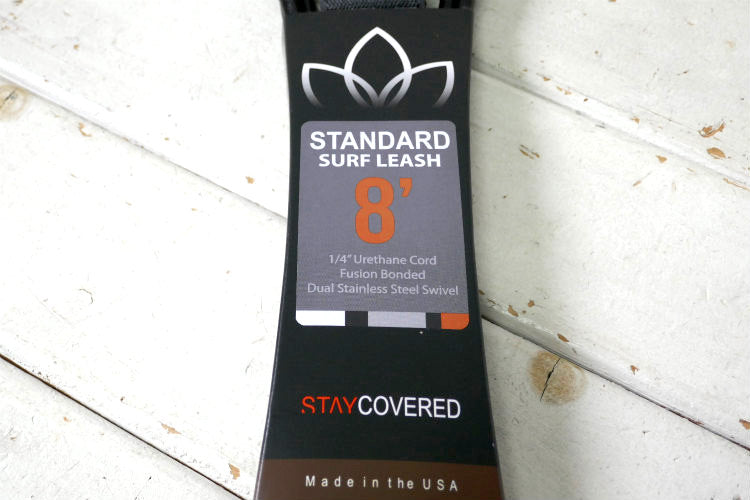 STANDARD
SURF LEASH
8'
1/4" Urethane Cord
Fusion Bonded
Dual Stainless Steel Swivel
STAYCOVERED
Made in the USA